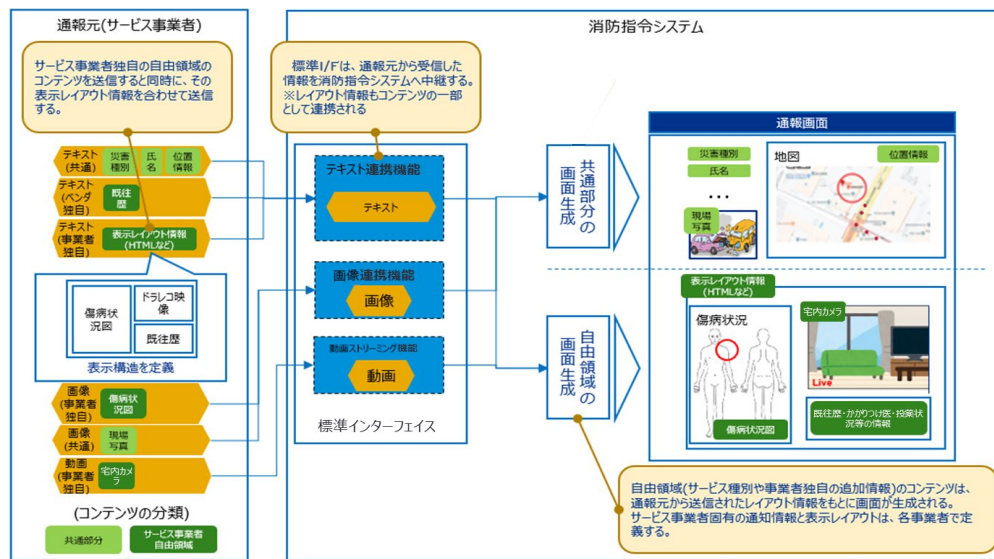 通報元(サービス事業者)
サービス事業者独自の自由領域の
コンテンツを送信すると同時に、その
表示レイアウト情報を合わせて送信
する。
テキスト
(共通)
災害
種別
氏
名
位置
情報
テキスト
(ベンダ
独自)
既往
歴
テキスト
(事業者
独自)
表示レイアウト情報
(HTMLなど)
傷病状
況図
ドラレコ映
像
既往歴
表示構造を定義
画像
(事業者
独自)
傷病状
況図
画像
(共通)
現場
写真
動画
(事業者
独自)
宅内カメ
ラ
(コンテンツの分類)
共通部分
サービス事業者
自由領域
消防指令システム
標準I/Fは、通報元から受信した
情報を消防指令システムへ中継する。
※レイアウト情報もコンテンツの一部
として連携される
テキスト連携機能
テキスト
画像連携機能
画像
動画ストリーミング機能
動画
標準インターフェイス
共通部分の
画面生成
自由領域の
画面生成
通報画面
災害種別
氏名
…
現場
写真
地図
位置情報
表示レイアウト情報
(HTMLなど)
傷病状況
傷病状況図
宅内カメラ
Live
既往歴・かかりつけ医・投薬状
況等の情報
自由領域(サービス種別や事業者独自の追加情報)のコンテンツは、
通報元から送信されたレイアウト情報をもとに画面が生成される。
サービス事業者固有の通知情報と表示レイアウトは、各事業者で定
義する。